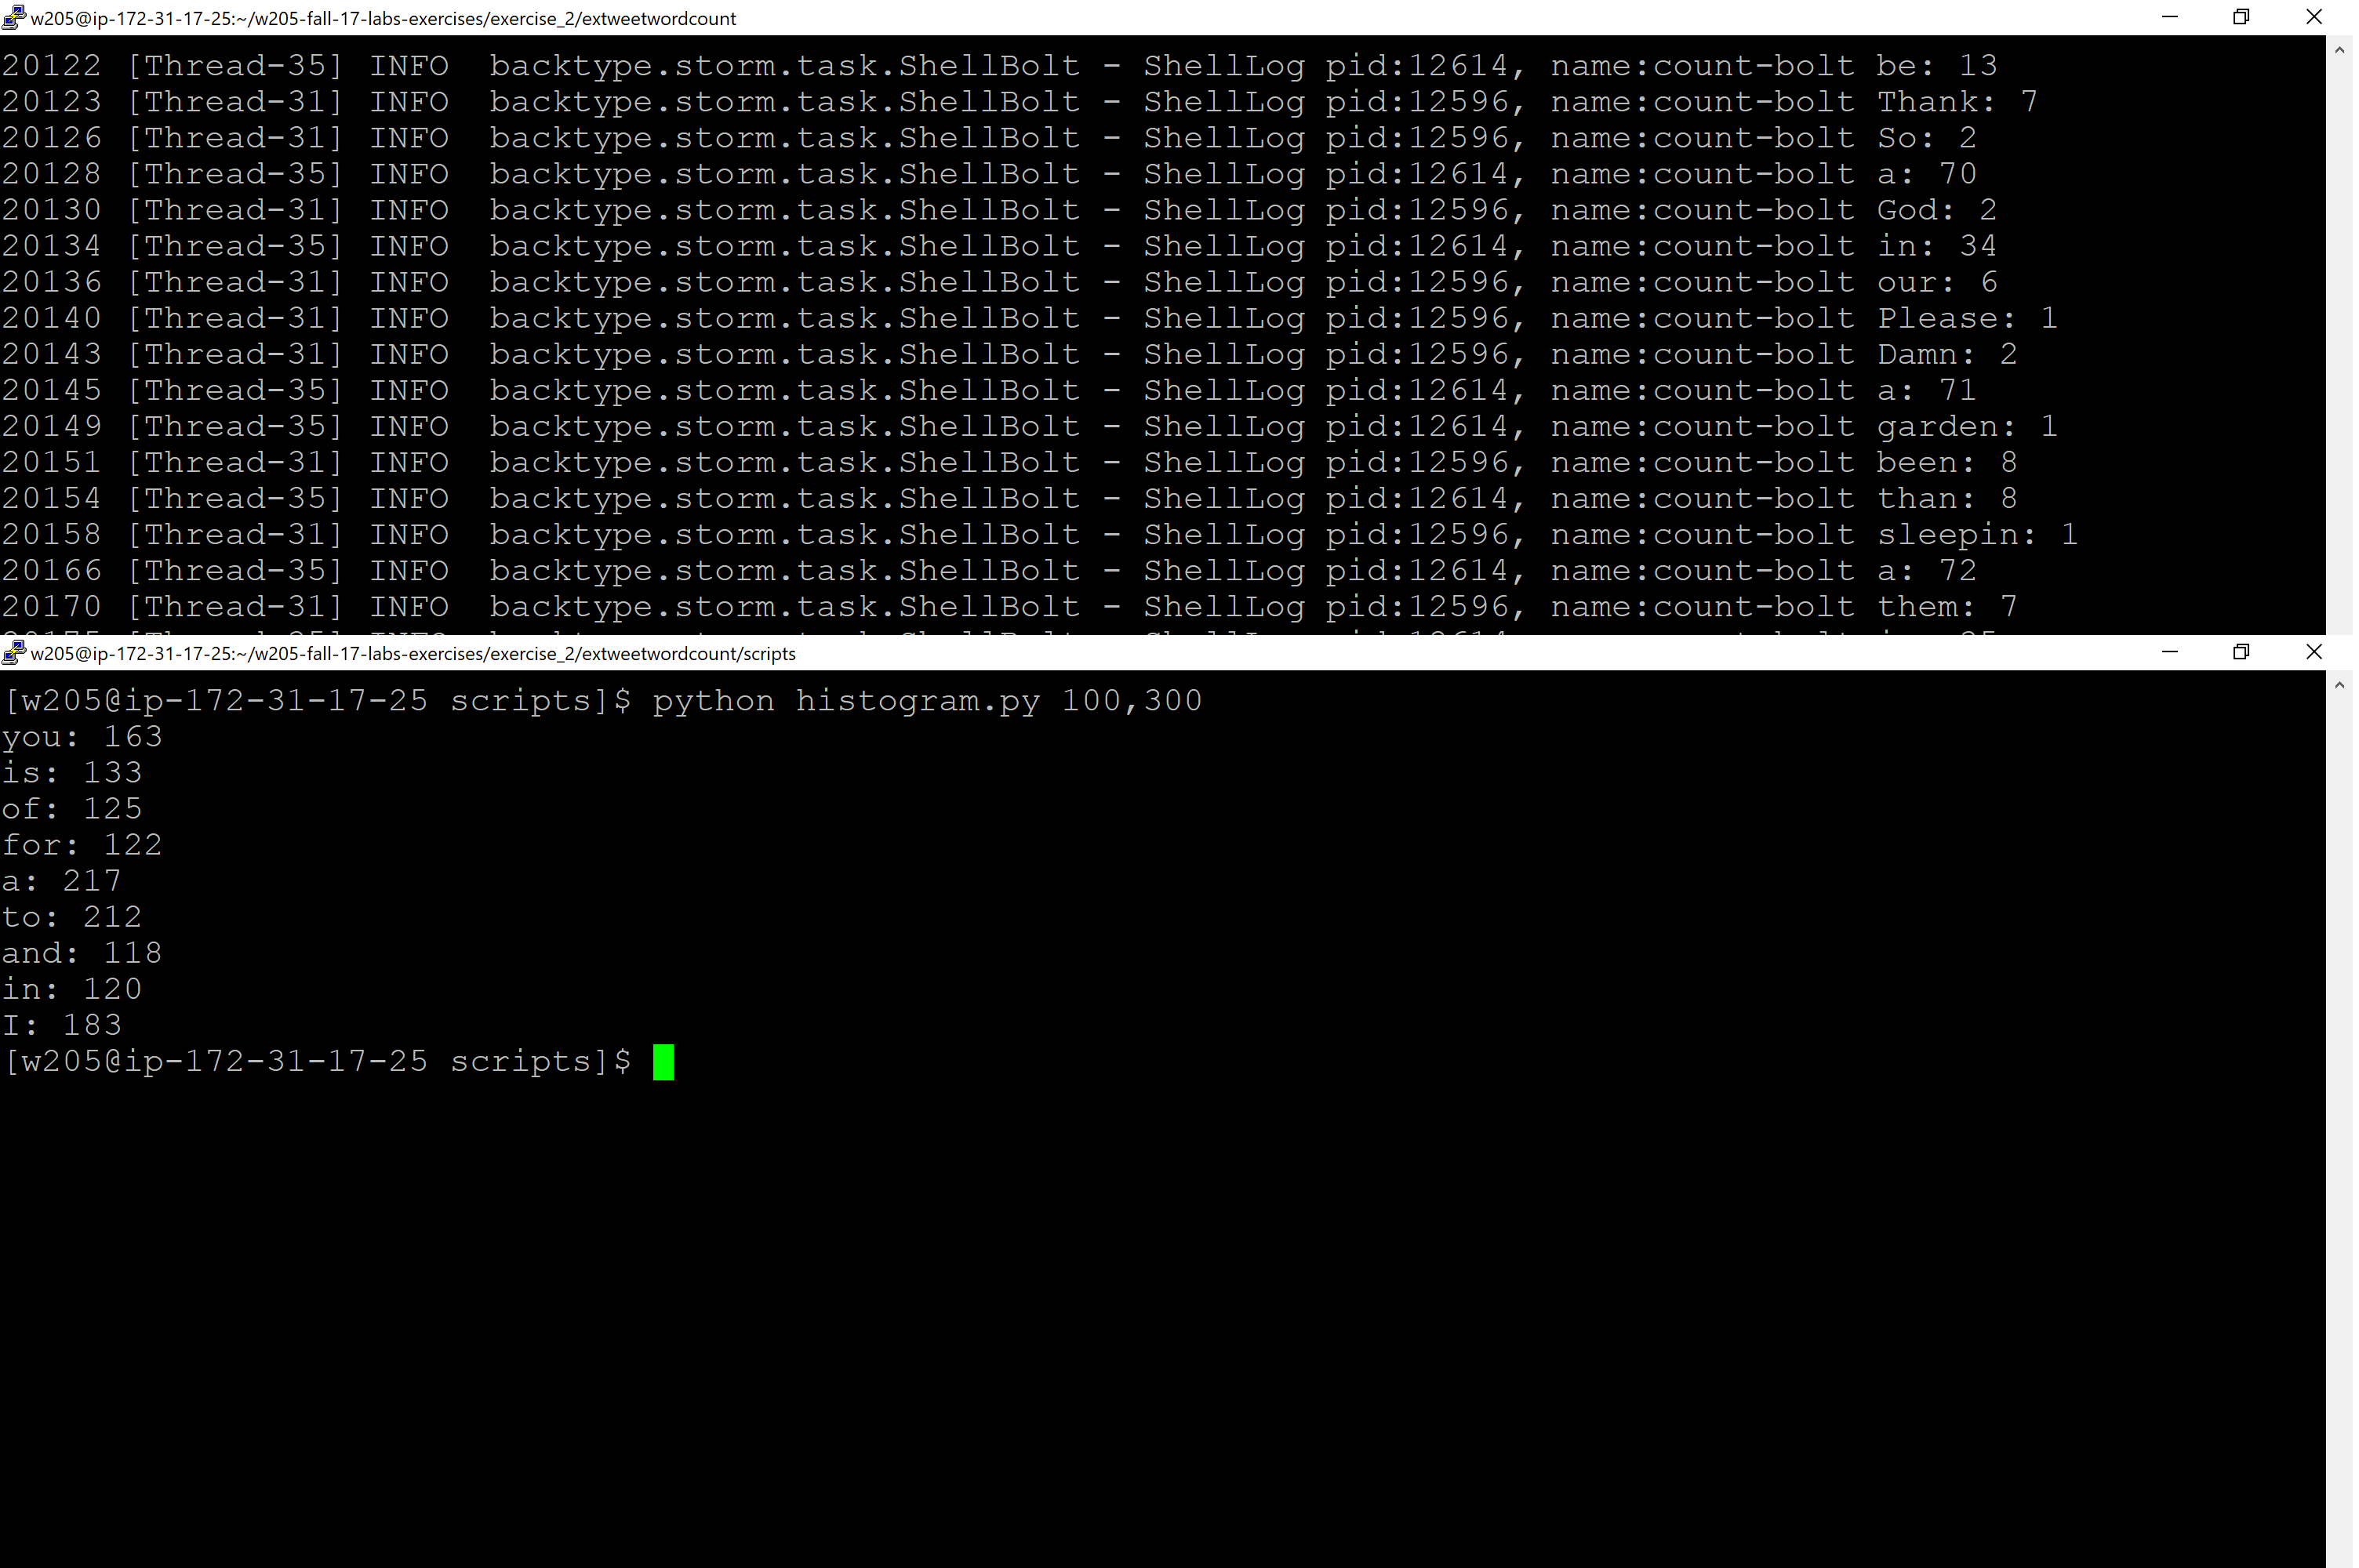 w205@ip-172-31-17-25:~/w205-fall-17-labs-exercises/exercise_2/extweetwordcount
20122 [Thread-35] INFO  backtype.storm.task.ShellBolt - ShellLog pid:12614, name:count-bolt be: 13
20123 [Thread-31] INFO  backtype.storm.task.ShellBolt - ShellLog pid:12596, name:count-bolt Thank: 7
20126 [Thread-31] INFO  backtype.storm.task.ShellBolt - ShellLog pid:12596, name:count-bolt So: 2
20128 [Thread-35] INFO  backtype.storm.task.ShellBolt - ShellLog pid:12614, name:count-bolt a: 70
20130 [Thread-31] INFO  backtype.storm.task.ShellBolt - ShellLog pid:12596, name:count-bolt God: 2
20134 [Thread-35] INFO  backtype.storm.task.ShellBolt - ShellLog pid:12614, name:count-bolt in: 34
20136 [Thread-31] INFO  backtype.storm.task.ShellBolt - ShellLog pid:12596, name:count-bolt our: 6
20140 [Thread-31] INFO  backtype.storm.task.ShellBolt - ShellLog pid:12596, name:count-bolt Please: 1
20143 [Thread-31] INFO  backtype.storm.task.ShellBolt - ShellLog pid:12596, name:count-bolt Damn: 2
20145 [Thread-35] INFO  backtype.storm.task.ShellBolt - ShellLog pid:12614, name:count-bolt a: 71
20149 [Thread-35] INFO  backtype.storm.task.ShellBolt - ShellLog pid:12614, name:count-bolt garden: 1
20151 [Thread-31] INFO  backtype.storm.task.ShellBolt - ShellLog pid:12596, name:count-bolt been: 8
20154 [Thread-35] INFO  backtype.storm.task.ShellBolt - ShellLog pid:12614, name:count-bolt than: 8
20158 [Thread-31] INFO  backtype.storm.task.ShellBolt - ShellLog pid:12596, name:count-bolt sleepin: 1
20166 [Thread-35] INFO  backtype.storm.task.ShellBolt - ShellLog pid:12614, name:count-bolt a: 72
20170 [Thread-31] INFO  backtype.storm.task.ShellBolt - ShellLog pid:12596, name:count-bolt them: 7
w205@ip-172-31-17-25:~/w205-fall-17-labs-exercises/exercise_2/extweetwordcount/scripts
[w205@ip-172-31-17-25 scripts]$ python histogram.py 100,300
you: 163
is: 133
of: 125
for: 122
a: 217
to: 212
and: 118
in: 120
I: 183
[w205@ip-172-31-17-25 scripts]$